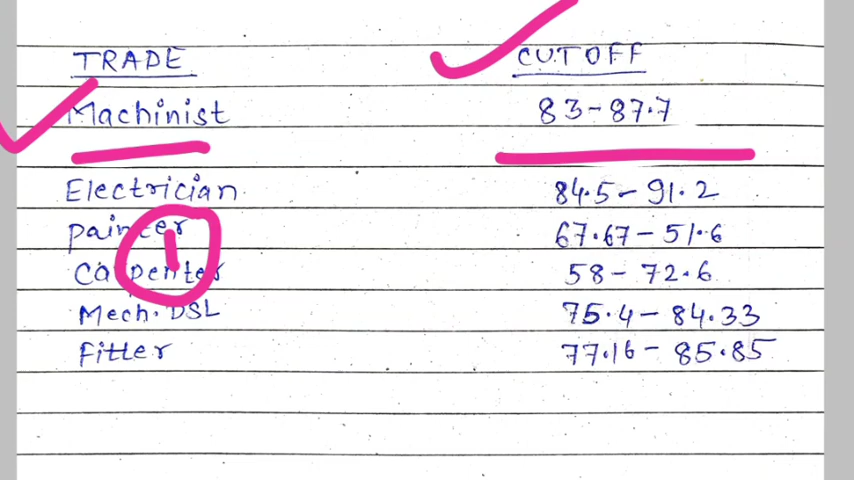 TRADE CUTOFF
Machinist 83-87.7
Electrician 84.5-91.2
Painter 67.67-51.6
1
Carpenter 58-72.6
Mech. DSL 75.4-84.33
Fitter 77.16-85.85